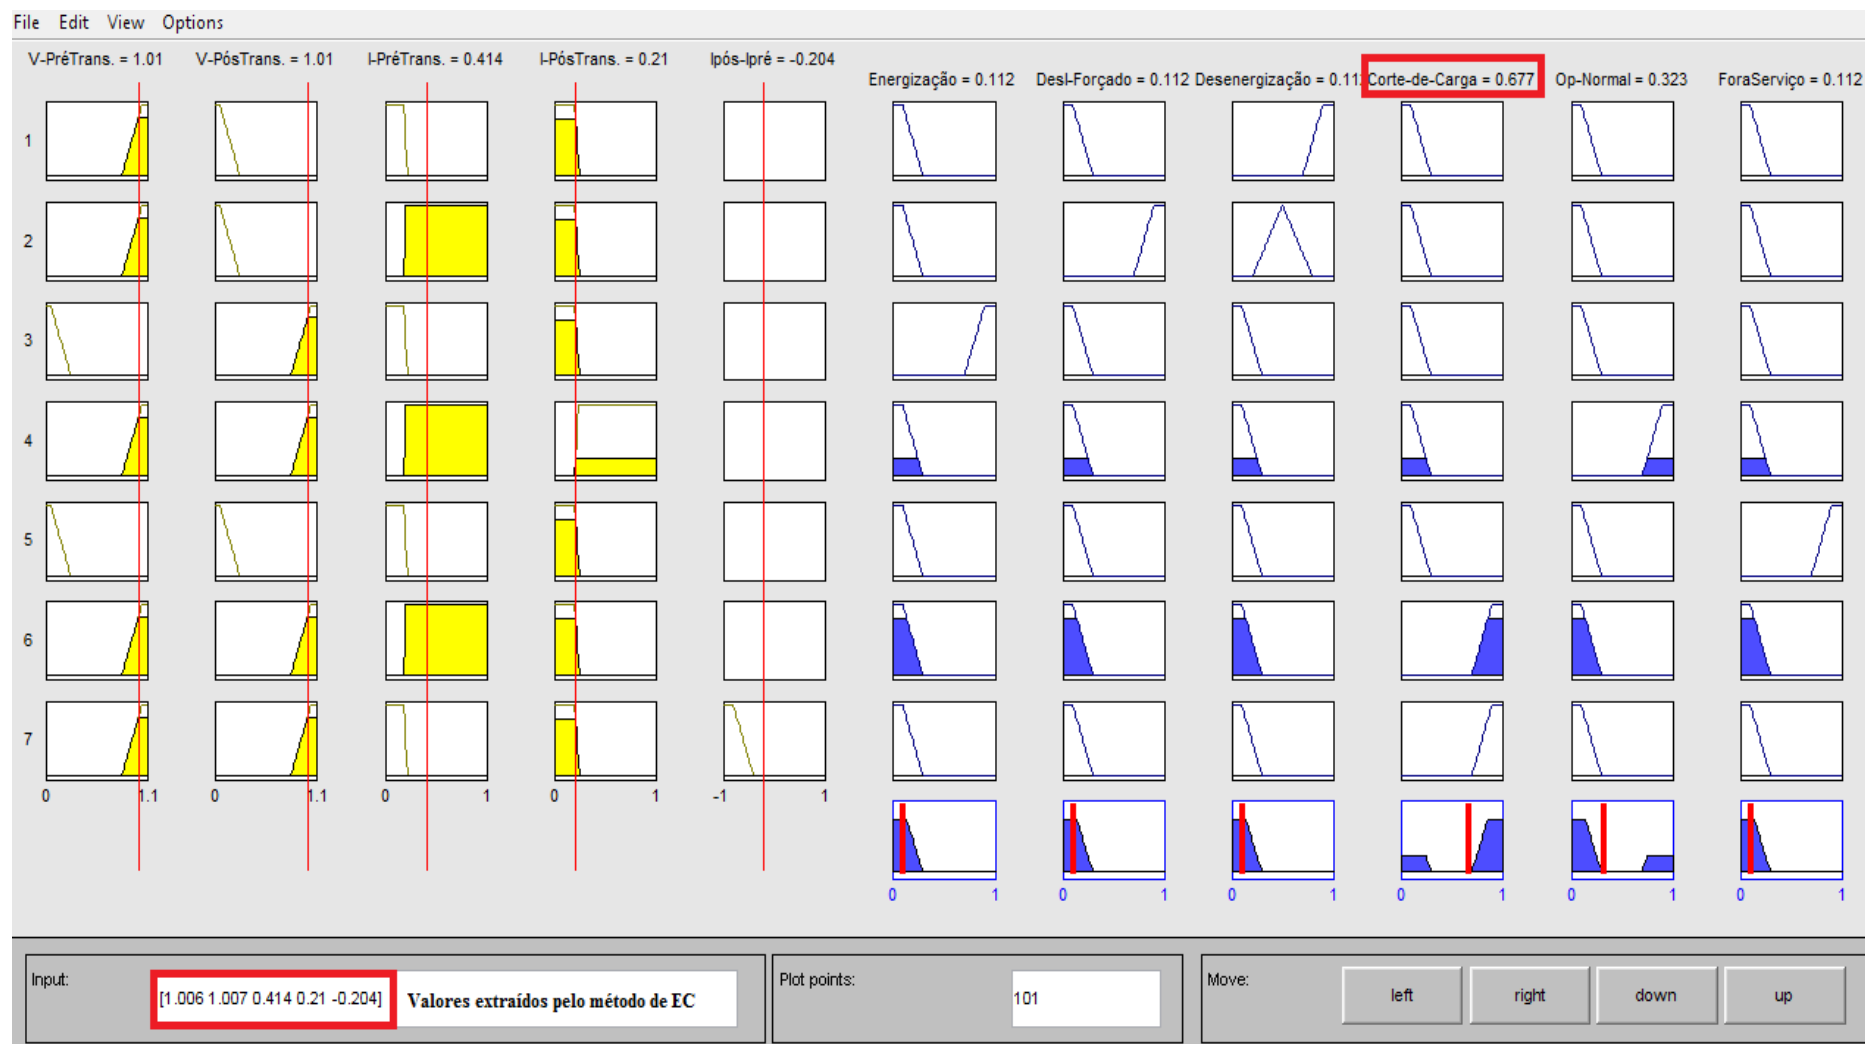 File Edit View Options
V-PréTrans. = 1.01 V-PósTrans. = 1.01 I-PréTrans. = 0.414 I-PósTrans. = 0.21 Ipós-Ipré = -0.204
Energização = 0.112 Desl-Forçado = 0.112 Desenergização = 0.112 Corte-de-Carga = 0.677 Op-Normal = 0.323 ForaServiço = 0.112
1
2
3
4
5
6
7
0 1.1 0 1.1 0 1 0 1 -1 1
0 1 0 1 0 1 0 1 0 1 0 1
Input: [1.006 1.007 0.414 0.21 -0.204] Valores extraídos pelo método de EC
Plot points: 101
Move: left right down up